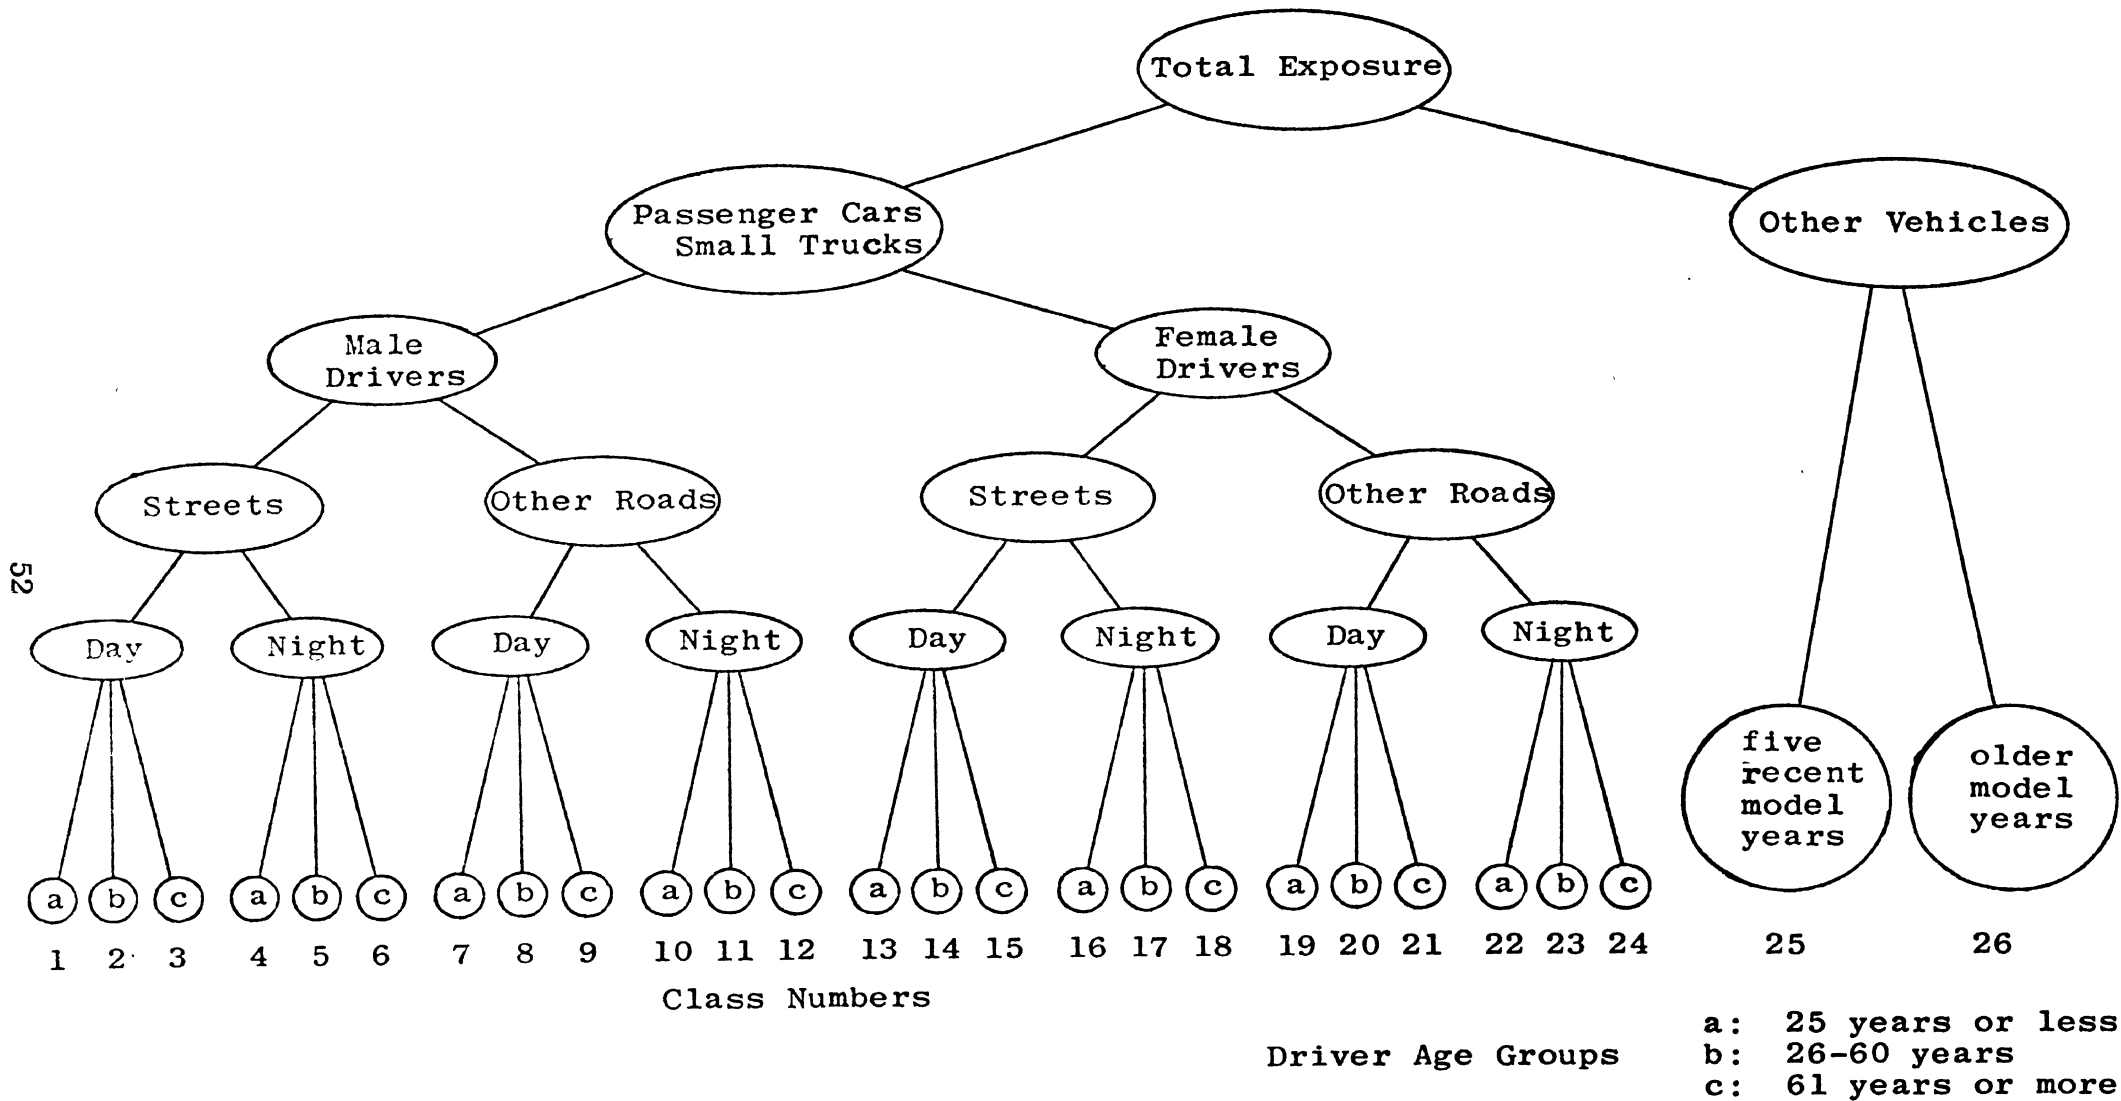 Total Exposure
Passenger Cars
Small Trucks
Other Vehicles
Male
Drivers
Female
Drivers
Streets
Other Roads
Streets
Other Roads
Day
Night
Day
Night
Day
Night
Day
Night
five
recent
model
years
older
model
years
a b c a b c a b c a b c a b c a b c a b c a b c
1 2 3 4 5 6 7 8 9 10 11 12 13 14 15 16 17 18 19 20 21 22 23 24 25 26
Class Numbers
Driver Age Groups
a: 25 years or less
b: 26-60 years
c: 61 years or more
52